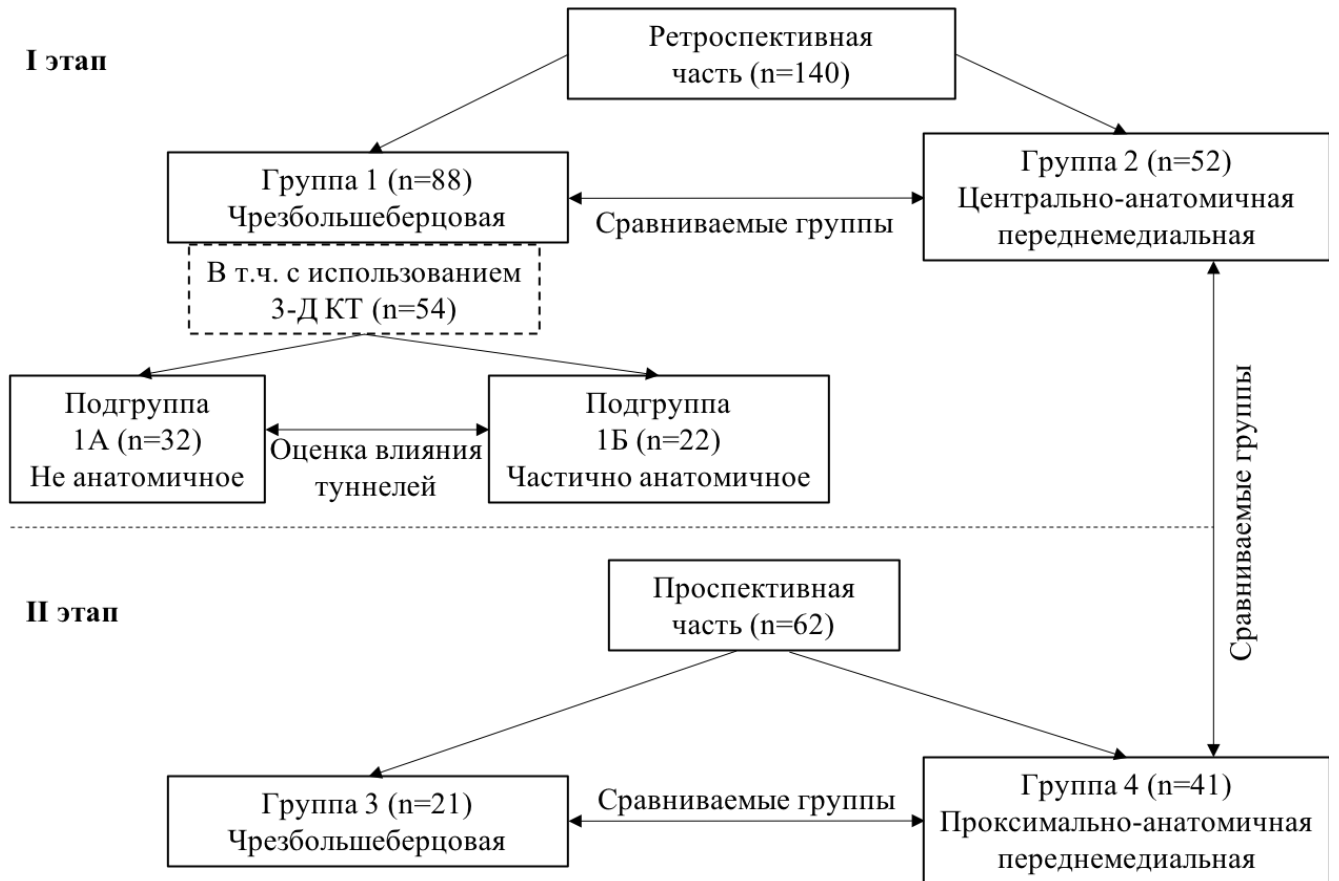 I этап
Ретроспективная
часть (n=140)
Группа 1 (n=88)
Чрезбольшеберцовая
Сравниваемые группы
Группа 2 (n=52)
Центрально-анатомичная
переднемедиальная
В т.ч. с использованием
3-Д КТ (n=54)
Подгруппа
1А (n=32)
Не анатомичное
Оценка влияния
туннелей
Подгруппа
1Б (n=22)
Частично анатомичное
Сравниваемые группы
II этап
Проспективная
часть (n=62)
Группа 3 (n=21)
Чрезбольшеберцовая
Сравниваемые группы
Группа 4 (n=41)
Проксимально-анатомичная
переднемедиальная